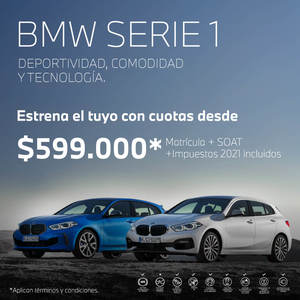 BMW SERIE 1
DEPORTIVIDAD, COMODIDAD
Y TECNOLOGÍA.
Estrena el tuyo con cuotas desde
$599.000*
Matrícula + SOAT
+Impuestos 2021 incluidos
*Aplican términos y condiciones.